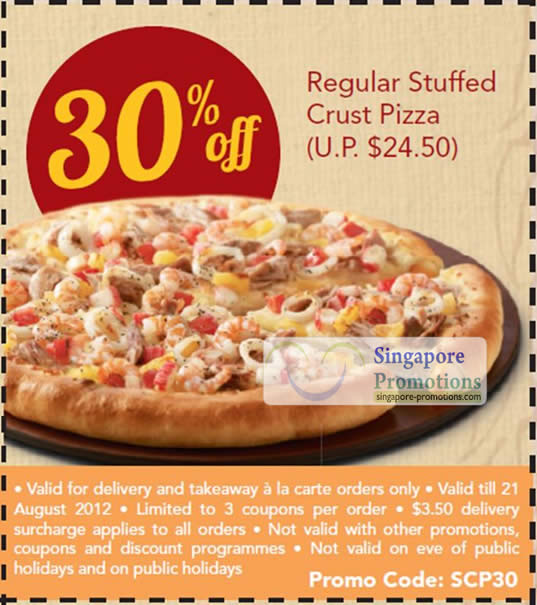 30% off
Regular Stuffed
Crust Pizza
(U.P. $24.50)
Singapore
Promotions
singapore-promotions.com
• Valid for delivery and takeaway à la carte orders only • Valid till 21
August 2012 • Limited to 3 coupons per order • $3.50 delivery
surcharge applies to all orders • Not valid with other promotions,
coupons and discount programmes • Not valid on eve of public
holidays and on public holidays
Promo Code: SCP30